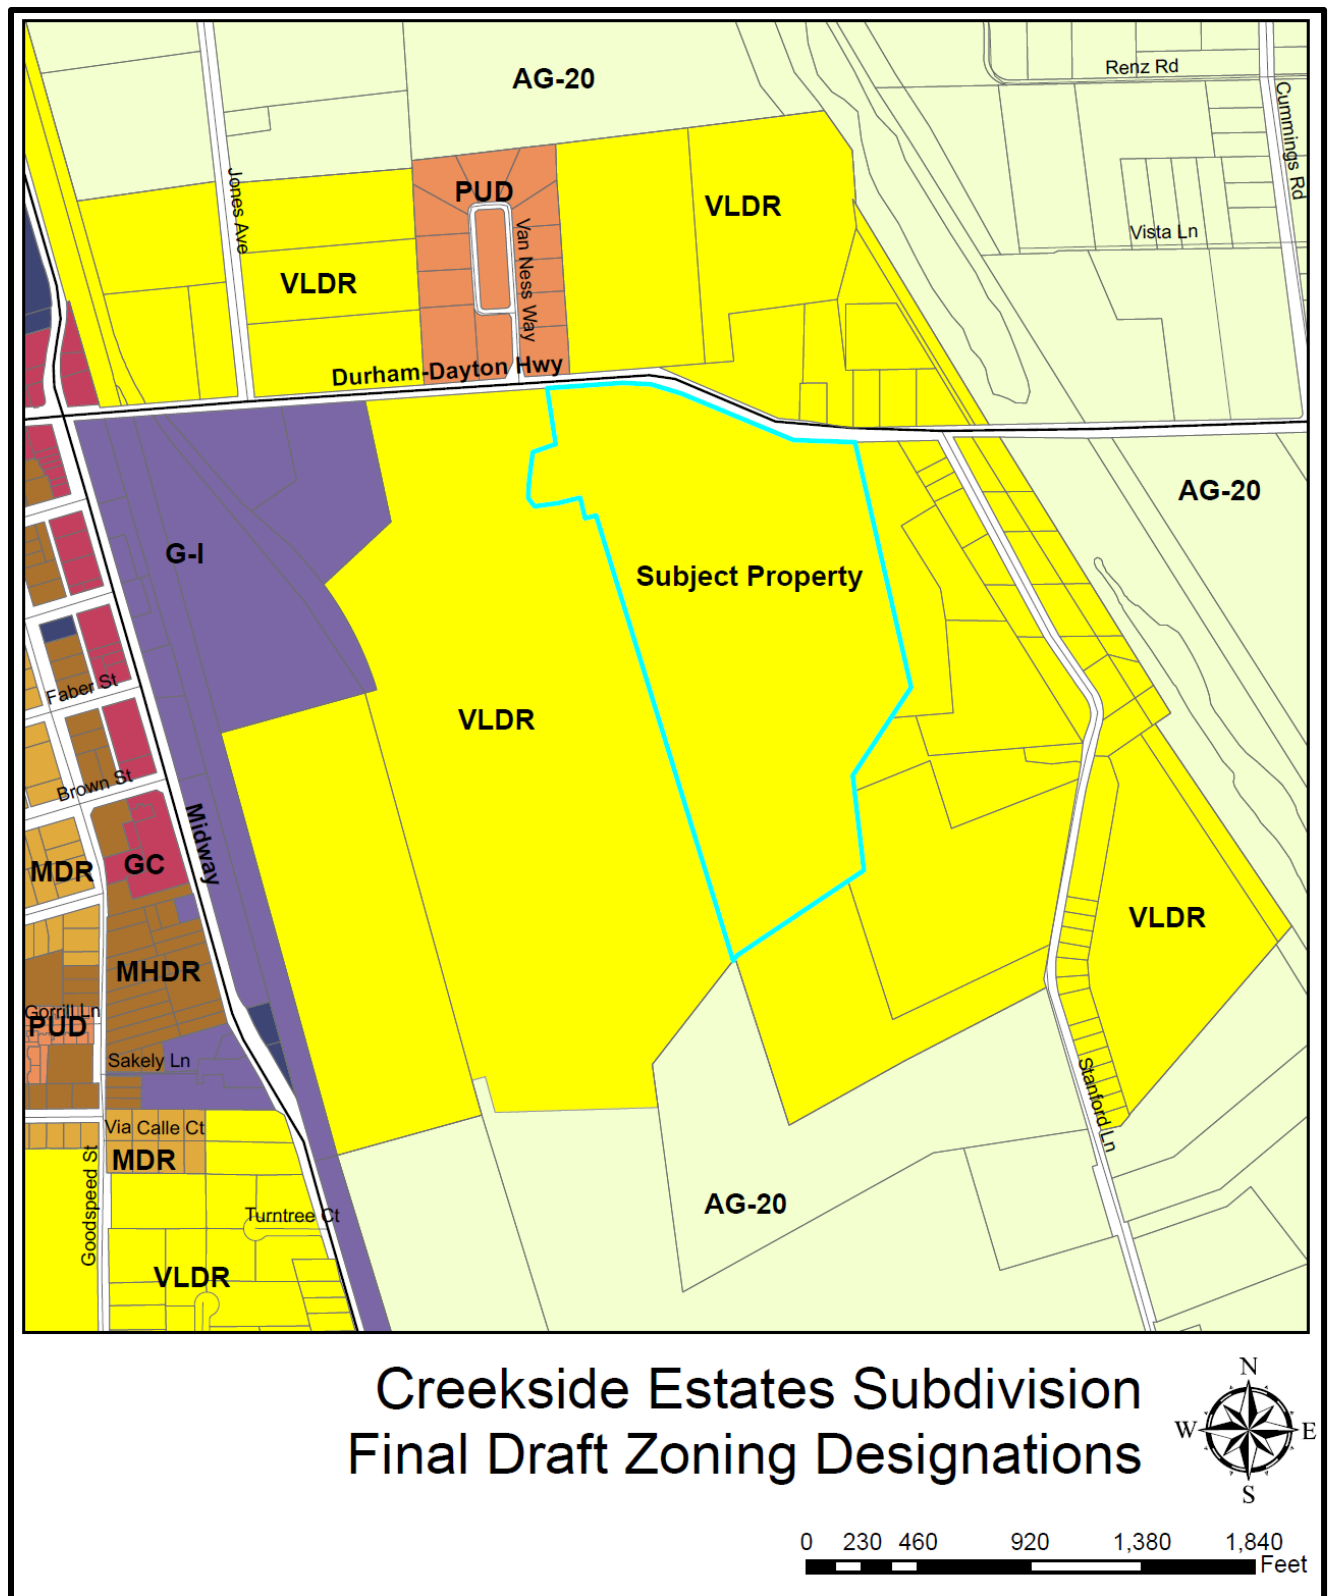 AG-20
Renz Rd
Cummings Rd
Jones Ave
PUD
VLDR
Van Ness Way
Vista Ln
VLDR
Durham-Dayton Hwy
AG-20
G-I
Subject Property
Faber St
VLDR
Brown St
Midway
MDR
GC
VLDR
MHDR
Gorrill Ln
PUD
Sakely Ln
Stanford Ln
Via Calle Ct
MDR
Goodspeed St
AG-20
Turntree Ct
VLDR
Creekside Estates Subdivision
Final Draft Zoning Designations
N
W
E
S
0 230 460 920 1,380 1,840
Feet